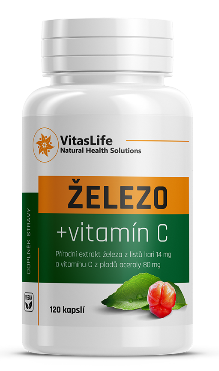 VitasLife
Natural Health Solutions
ŽELEZO
+vitamín C
Přírodní extrakt železa z listů kari 14 mg
a vitamínu C z plodů aceroly 80 mg
120 kapslí
DOPLNĚK STRAVY